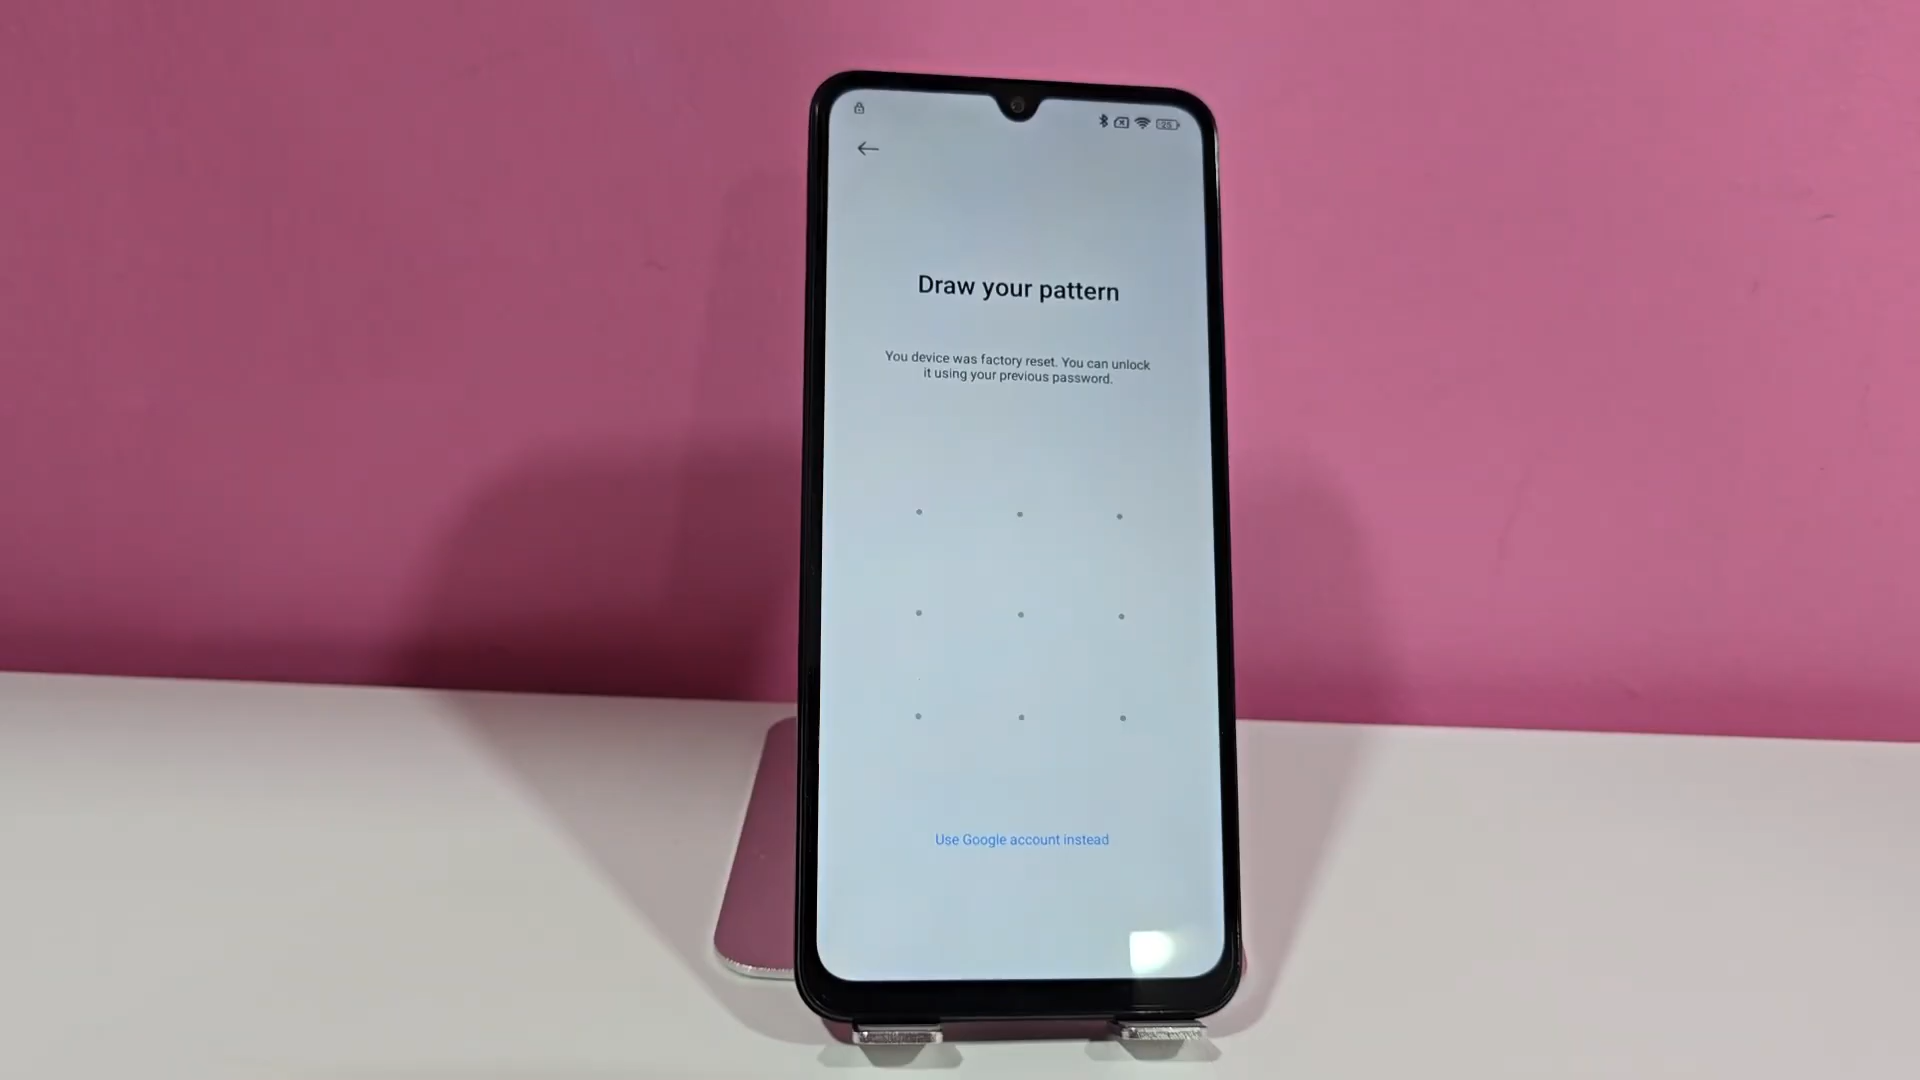 25
Draw your pattern
You device was factory reset. You can unlock
it using your previous password.
Use Google account instead